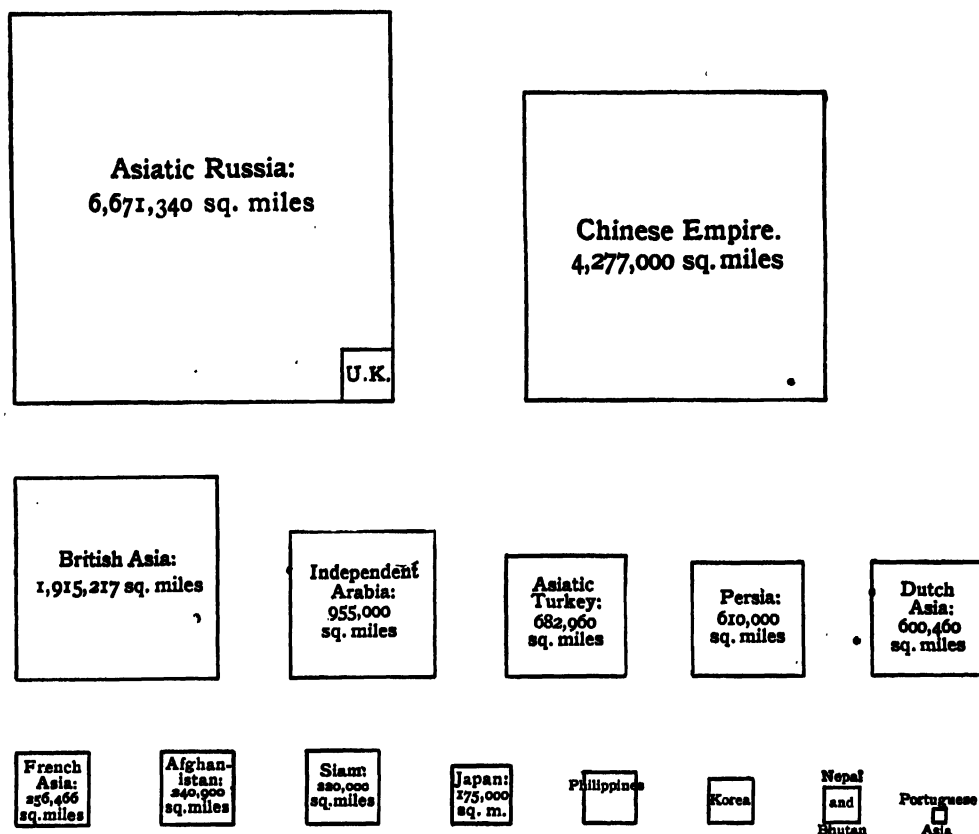 Asiatic Russia:
6,671,340 sq. miles
U.K.
Chinese Empire.
4,277,000 sq. miles
British Asia:
1,915,217 sq. miles
Independent
Arabia:
955,000
sq. miles
Asiatic
Turkey:
682,960
sq. miles
Persia:
610,000
sq. miles
Dutch
Asia:
600,460
sq. miles
French
Asia:
256,466
sq. miles
Afghan-
istan:
240,900
sq. miles
Siam:
220,000
sq. miles
Japan:
175,000
sq. m.
Philippines
Korea
Nepal
and
Bhutan
Portuguese
Asia